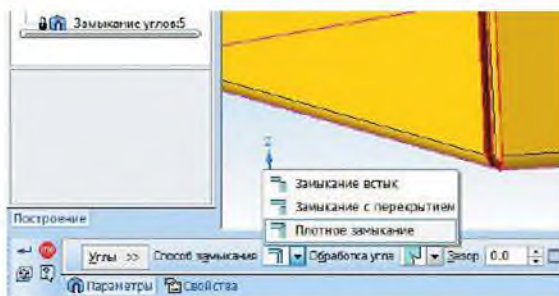 Замыкание углов:5
Z
Замыкание встык
Замыкание с перекрытием
Плотное замыкание
Построение
Углы >> Способ замыкания Обработка угла Зазор 0.0
Параметры Свойства